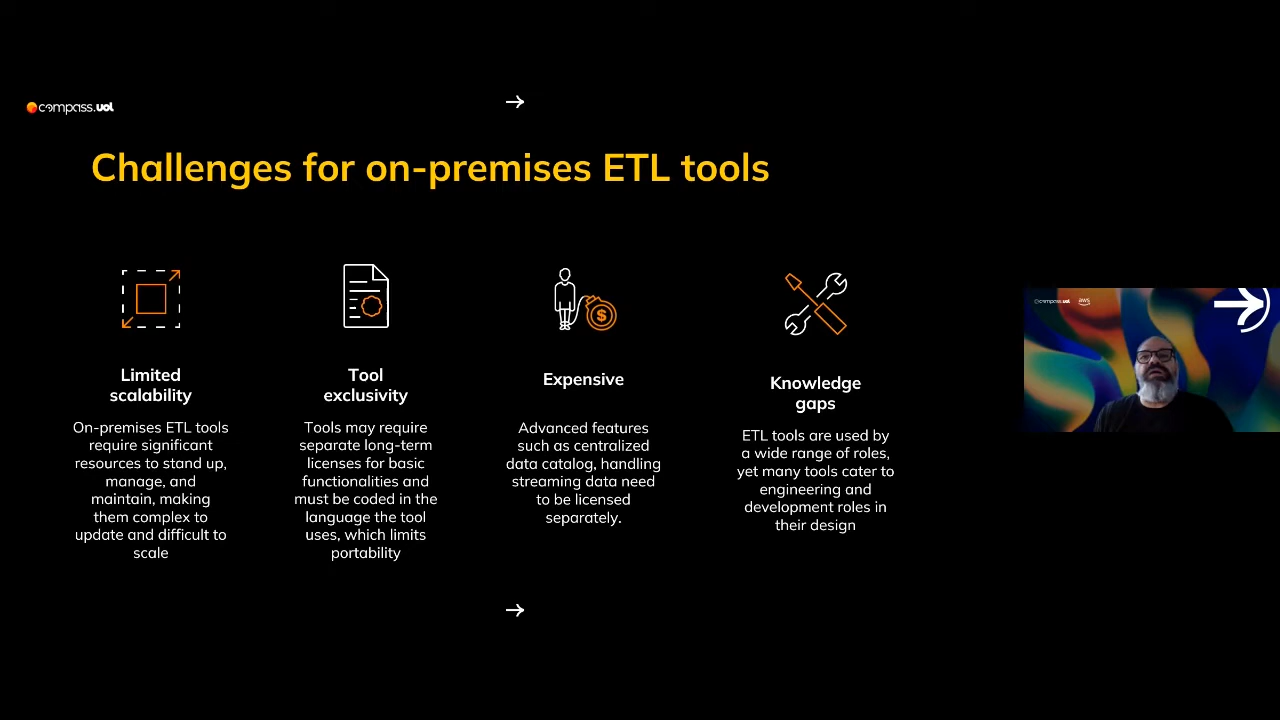 compass.uol
Challenges for on-premises ETL tools
Limited
scalability
On-premises ETL tools
require significant
resources to stand up,
manage, and
maintain, making
them complex to
update and difficult to
scale
Tool
exclusivity
Tools may require
separate long-term
licenses for basic
functionalities and
must be coded in the
language the tool
uses, which limits
portability
Expensive
Advanced features
such as centralized
data catalog, handling
streaming data need
to be licensed
separately.
Knowledge
gaps
ETL tools are used by
a wide range of roles,
yet many tools cater to
engineering and
development roles in
their design
compass.uol
aws